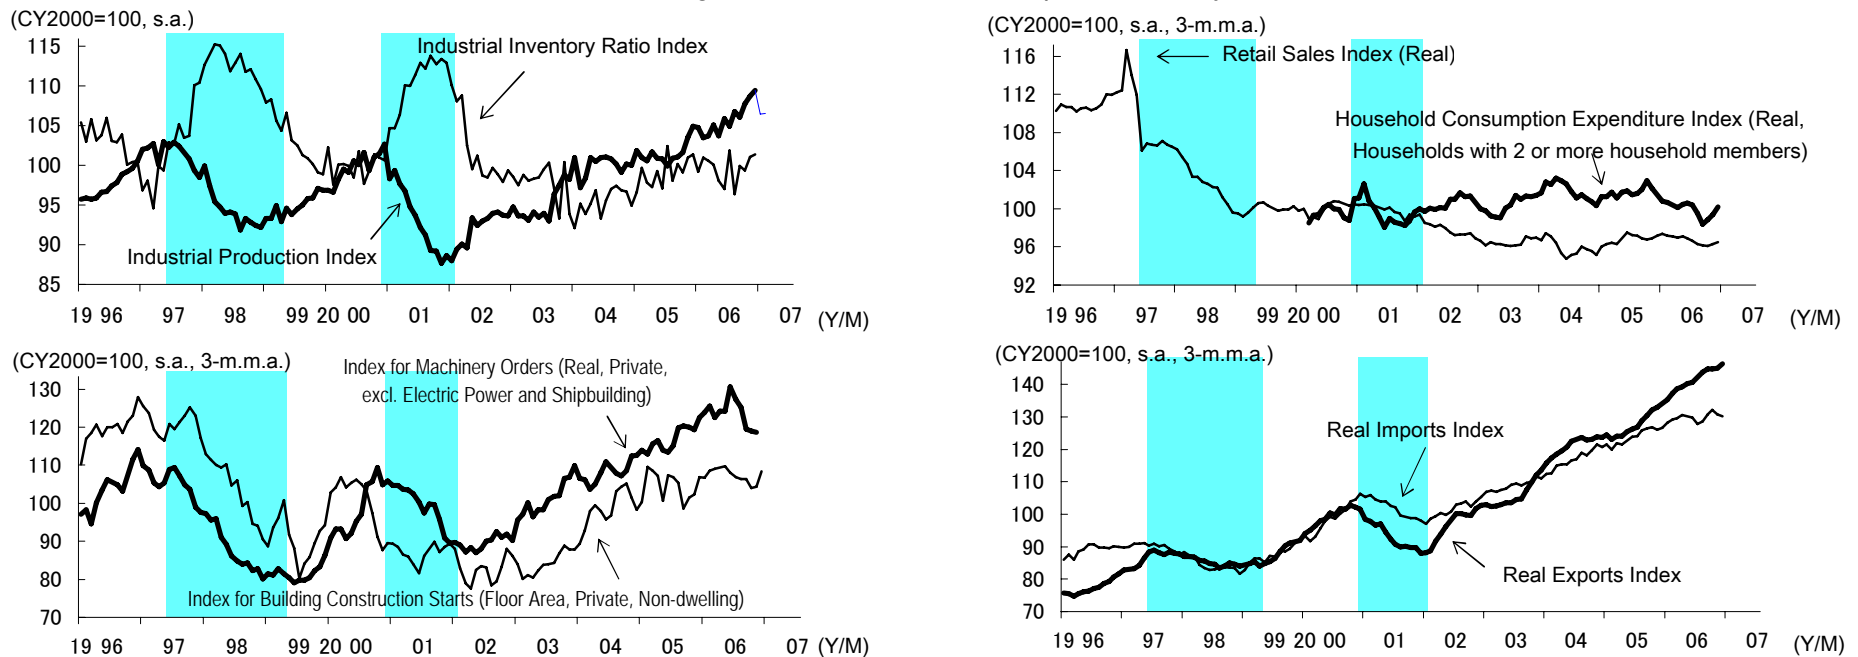 (CY2000=100, s.a.)
115
110
105
100
95
90
85
Industrial Inventory Ratio Index
Industrial Production Index
19 96 97 98 99 20 00 01 02 03 04 05 06 07 (Y/M)
(CY2000=100, s.a., 3-m.m.a.)
116
112
108
104
100
96
92
Retail Sales Index (Real)
Household Consumption Expenditure Index (Real,
Households with 2 or more household members)
19 96 97 98 99 20 00 01 02 03 04 05 06 07 (Y/M)
(CY2000=100, s.a., 3-m.m.a.)
130
120
110
100
90
80
70
Index for Machinery Orders (Real, Private,
excl. Electric Power and Shipbuilding)
Index for Building Construction Starts (Floor Area, Private, Non-dwelling)
19 96 97 98 99 20 00 01 02 03 04 05 06 07 (Y/M)
(CY2000=100, s.a., 3-m.m.a.)
140
130
120
110
100
90
80
70
Real Imports Index
Real Exports Index
19 96 97 98 99 20 00 01 02 03 04 05 06 07 (Y/M)